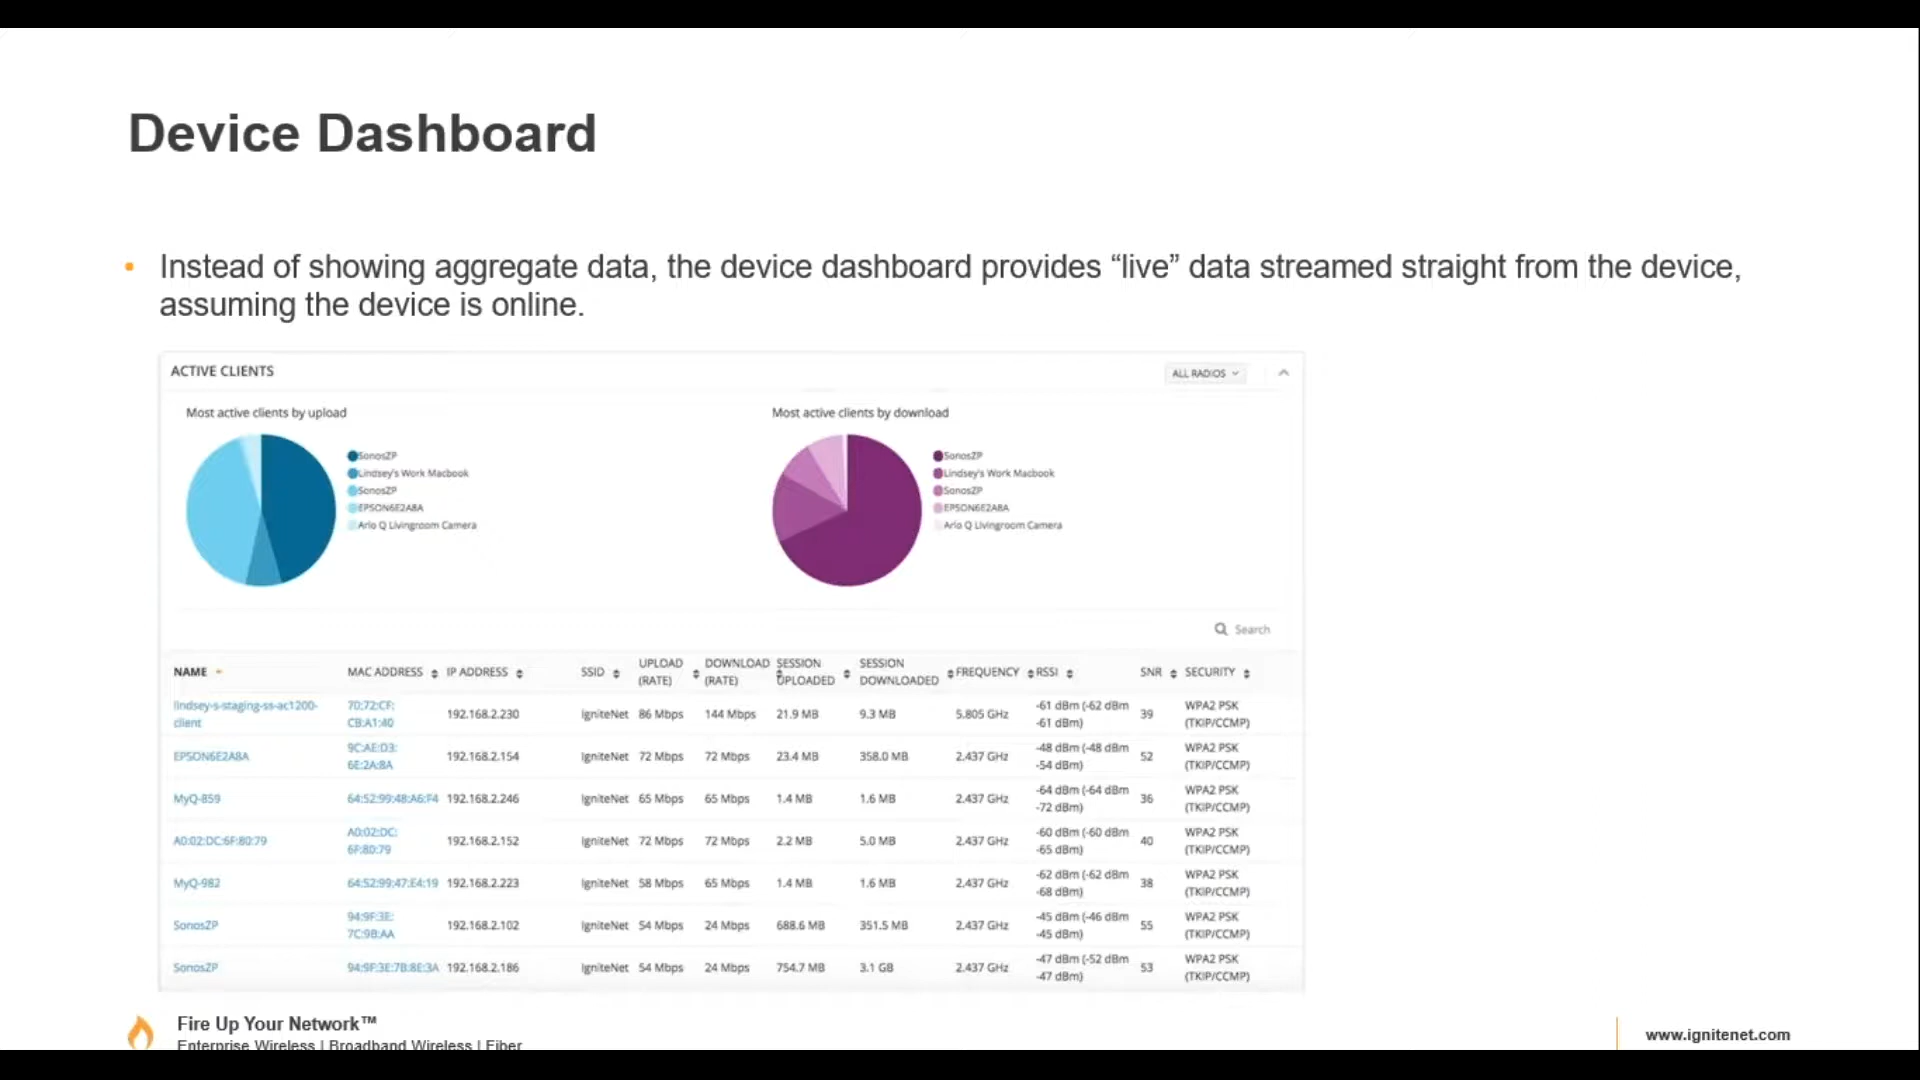 Device Dashboard
• Instead of showing aggregate data, the device dashboard provides “live” data streamed straight from the device,
assuming the device is online.
ACTIVE CLIENTS
ALL RADIOS
Most active clients by upload
SonosZP
Lindsey's Work Macbook
SonosZP
EPSON6E2A8A
Arlo Q Livingroom Camera
Most active clients by download
SonosZP
Lindsey's Work Macbook
SonosZP
EPSON6E2A8A
Arlo Q Livingroom Camera
Search
NAME MAC ADDRESS IP ADDRESS SSID UPLOAD (RATE) DOWNLOAD (RATE) SESSION UPLOADED SESSION DOWNLOADED FREQUENCY RSSI SNR SECURITY
lindsey-s-staging-ss-ac1200-client 70:72:CF:CB:A1:40 192.168.2.230 IgniteNet 86 Mbps 144 Mbps 21.9 MB 9.3 MB 5.805 GHz -61 dBm (-62 dBm -61 dBm) 39 WPA2 PSK (TKIP/CCMP)
EPSON6E2A8A 9C:AE:D3:6E:2A:8A 192.168.2.154 IgniteNet 72 Mbps 72 Mbps 23.4 MB 358.0 MB 2.437 GHz -48 dBm (-48 dBm -54 dBm) 52 WPA2 PSK (TKIP/CCMP)
MyQ-859 64:52:99:48:A6:F4 192.168.2.246 IgniteNet 65 Mbps 65 Mbps 1.4 MB 1.6 MB 2.437 GHz -64 dBm (-64 dBm -72 dBm) 36 WPA2 PSK (TKIP/CCMP)
A0:02:DC:6F:80:79 A0:02:DC:6F:80:79 192.168.2.152 IgniteNet 72 Mbps 72 Mbps 2.2 MB 5.0 MB 2.437 GHz -60 dBm (-60 dBm -65 dBm) 40 WPA2 PSK (TKIP/CCMP)
MyQ-982 64:52:99:47:E4:19 192.168.2.223 IgniteNet 58 Mbps 65 Mbps 1.4 MB 1.6 MB 2.437 GHz -62 dBm (-62 dBm -68 dBm) 38 WPA2 PSK (TKIP/CCMP)
SonosZP 94:9F:3E:7C:9B:AA 192.168.2.102 IgniteNet 54 Mbps 24 Mbps 688.6 MB 351.5 MB 2.437 GHz -45 dBm (-46 dBm -45 dBm) 55 WPA2 PSK (TKIP/CCMP)
SonosZP 94:9F:3E:7B:8E:3A 192.168.2.186 IgniteNet 54 Mbps 24 Mbps 754.7 MB 3.1 GB 2.437 GHz -47 dBm (-52 dBm -47 dBm) 53 WPA2 PSK (TKIP/CCMP)
Fire Up Your Network™
Enterprise Wireless | Broadband Wireless | Fiber
www.ignitenet.com